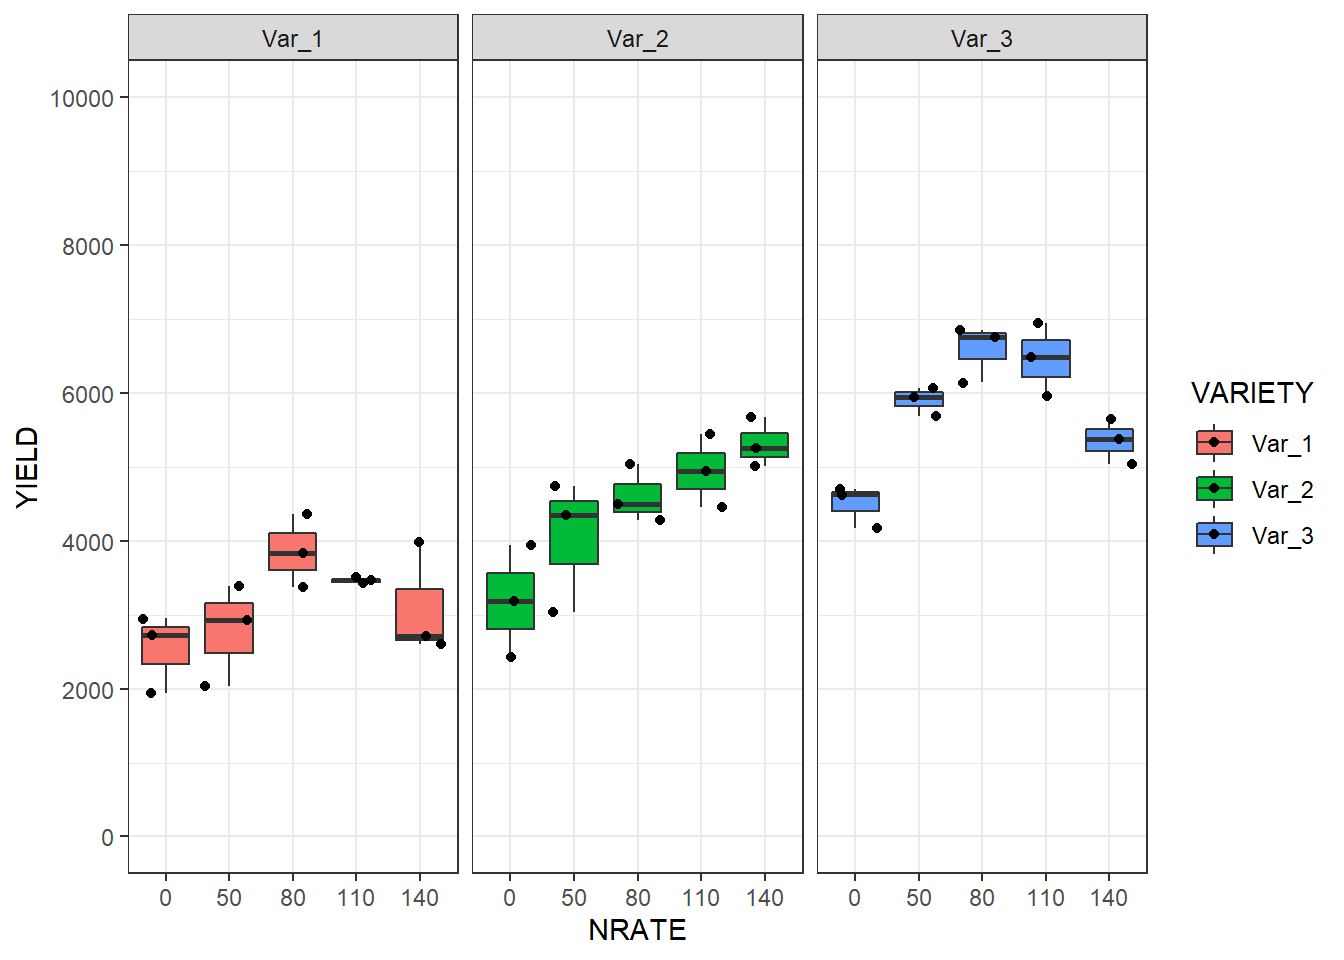 Var_1 Var_2 Var_3
10000
8000
6000
4000
2000
0
YIELD
0 50 80 110 140 0 50 80 110 140 0 50 80 110 140
NRATE
VARIETY
Var_1
Var_2
Var_3